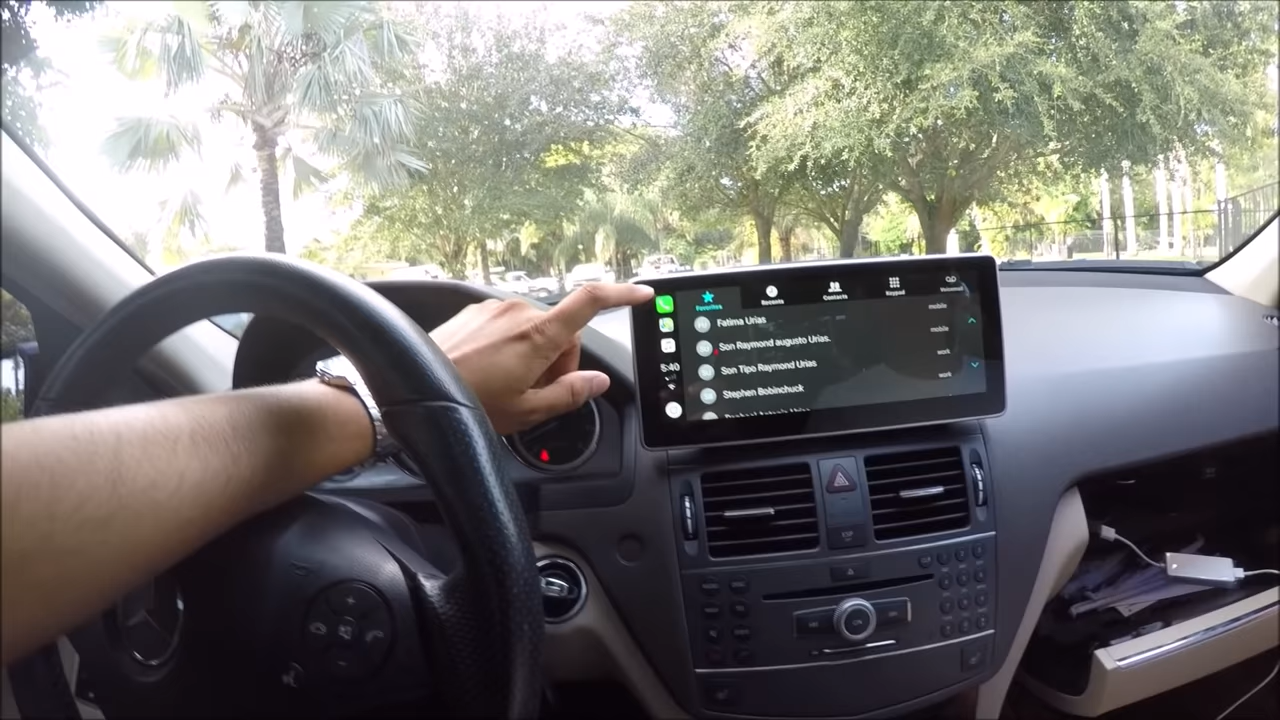 Favorites
Recents
Contacts
Keypad
Voicemail
Fatima Urias
mobile
Son Raymond augusto Urias.
mobile
Son Tipo Raymond Urias
work
Stephen Bobinchuck
work
5:40